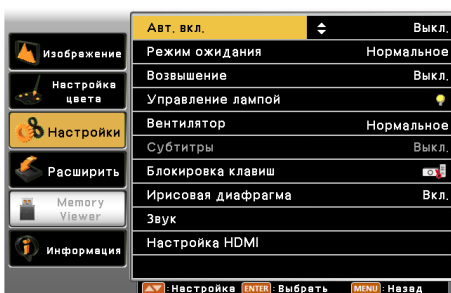 Изображение
Настройка
цвета
Настройки
Расширить
Memory
Viewer
Информация
Авт. вкл. Выкл.
Режим ожидания Нормальное
Возвышение Выкл.
Управление лампой
Вентилятор Нормальное
Субтитры Выкл.
Блокировка клавиш
Ирисовая диафрагма Вкл.
Звук
Настройка HDMI
:Настройка ENTER:Выбрать MENU:Назад